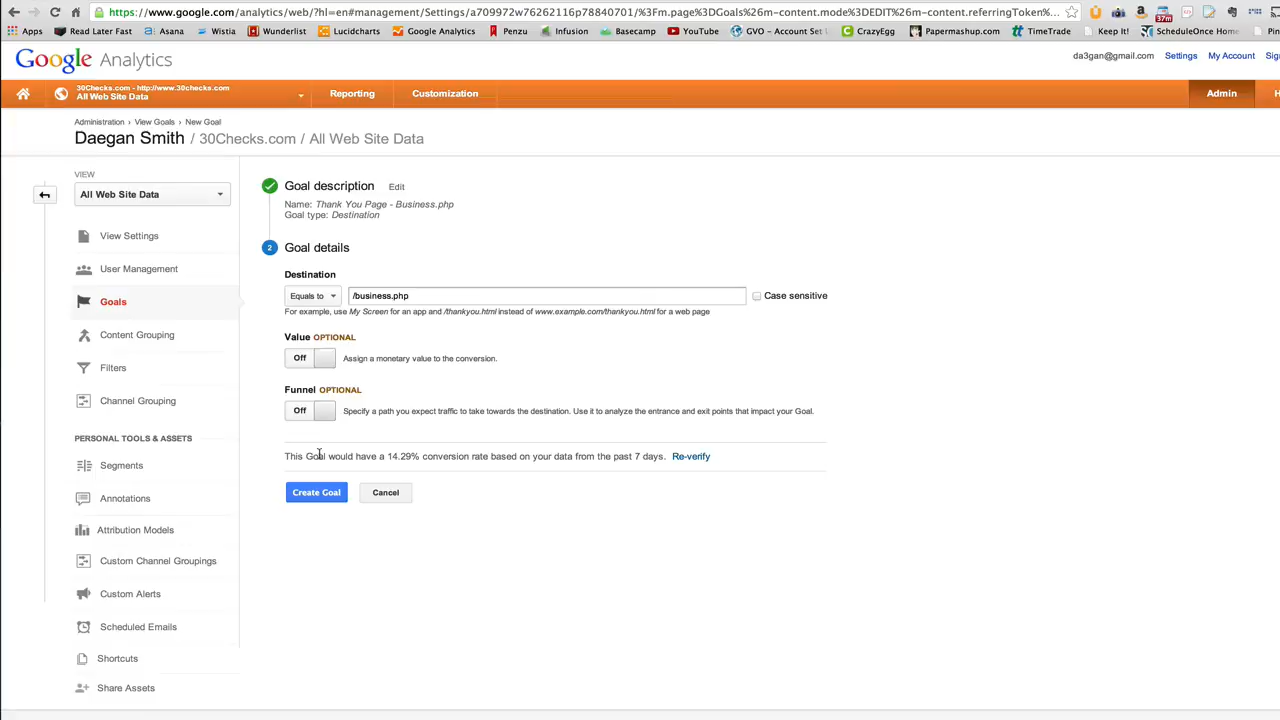 https://www.google.com/analytics/web/?hl=en#management/Settings/a709972w76262116p78840701/%3Fm.page%3DGoals%26m-content.mode%3DEDIT%26m-content.referringToken%...
37m
Apps Read Later Fast Asana Wistia Wunderlist Lucidcharts Google Analytics Penzu Infusion Basecamp YouTube GVO - Account Set U CrazyEgg Papermashup.com TimeTrade Keep It! ScheduleOnce Home Pin
Google Analytics
da3gan@gmail.com Settings My Account Sig
30Checks.com - http://www.30checks.com
All Web Site Data
Reporting Customization Admin H
Administration › View Goals › New Goal
Daegan Smith / 30Checks.com / All Web Site Data
VIEW
All Web Site Data
View Settings
User Management
Goals
Content Grouping
Filters
Channel Grouping
PERSONAL TOOLS & ASSETS
Segments
Annotations
Attribution Models
Custom Channel Groupings
Custom Alerts
Scheduled Emails
Shortcuts
Share Assets
Goal description Edit
Name: Thank You Page - Business.php
Goal type: Destination
2 Goal details
Destination
Equals to /business.php Case sensitive
For example, use My Screen for an app and /thankyou.html instead of www.example.com/thankyou.html for a web page
Value OPTIONAL
Off Assign a monetary value to the conversion.
Funnel OPTIONAL
Off Specify a path you expect traffic to take towards the destination. Use it to analyze the entrance and exit points that impact your Goal.
This Goal would have a 14.29% conversion rate based on your data from the past 7 days. Re-verify
Create Goal Cancel